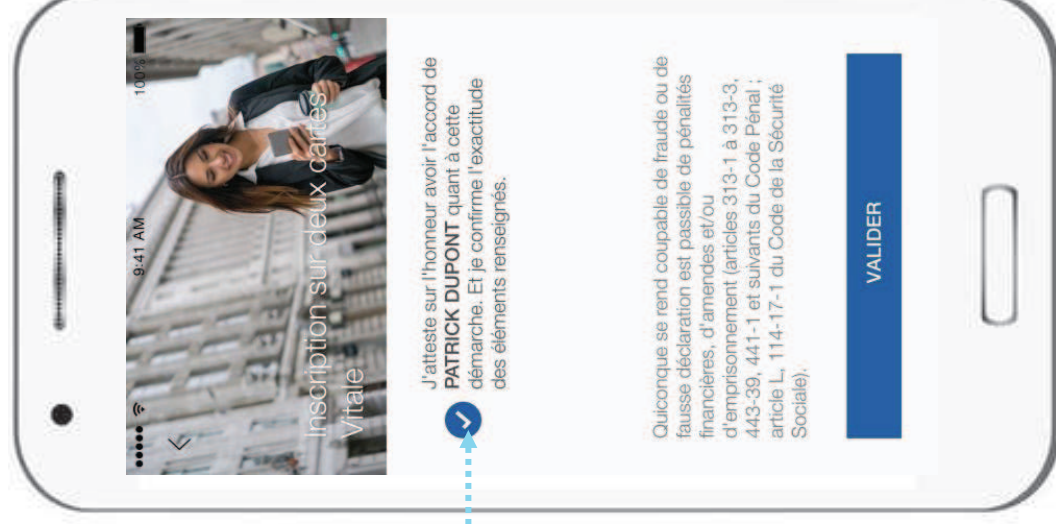 9:41 AM
100%
Inscription sur deux cartes
Vitale
J'atteste sur l'honneur avoir l'accord de
PATRICK DUPONT quant à cette
démarche. Et je confirme l'exactitude
des éléments renseignés.
Quiconque se rend coupable de fraude ou de
fausse déclaration est passible de pénalités
financières, d'amendes et/ou
d'emprisonnement (articles 313-1 à 313-3,
443-39, 441-1 et suivants du Code Pénal ;
article L, 114-17-1 du Code de la Sécurité
Sociale).
VALIDER